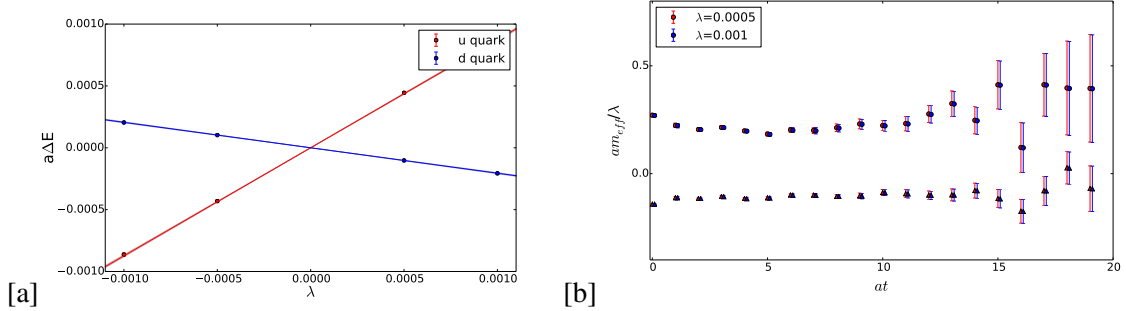 [a]
0.0010
0.0005
0.0000
−0.0005
−0.0010
aΔE
−0.0010 −0.0005 0.0000 0.0005 0.0010
λ
u quark
d quark
[b]
0.5
0.0
am_eff/λ
0 5 10 15 20
at
λ=0.0005
λ=0.001